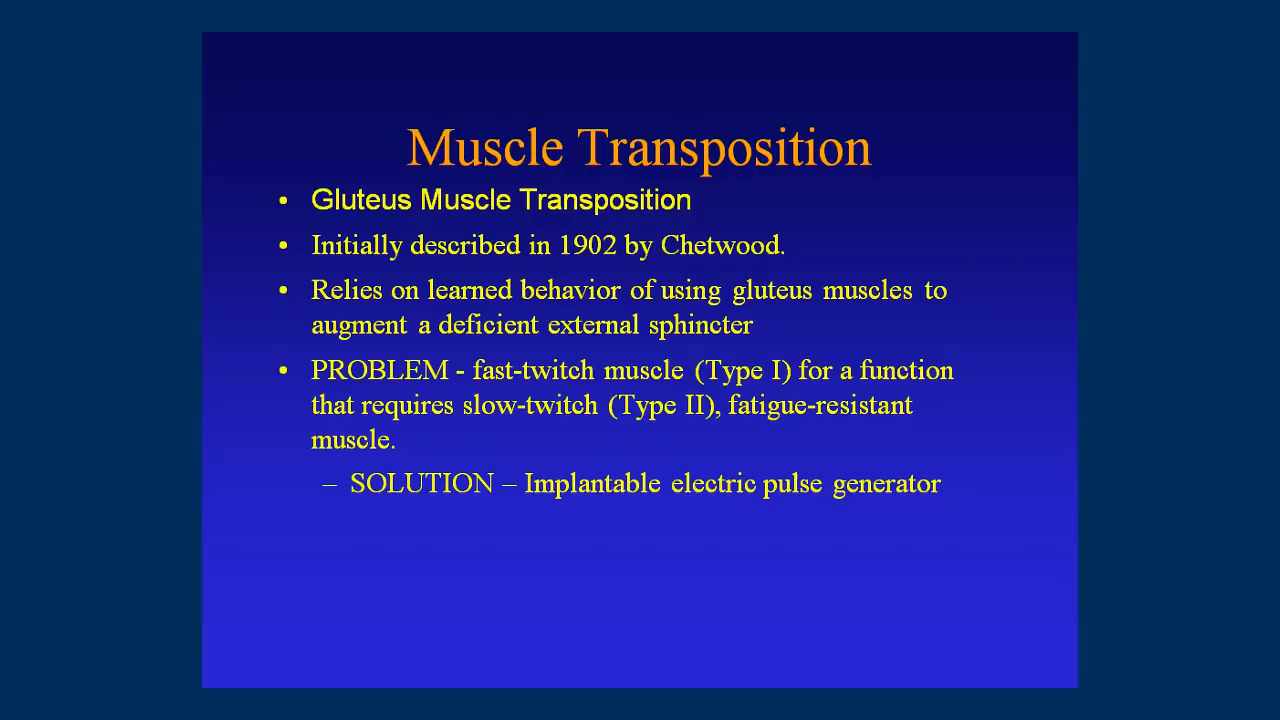 Muscle Transposition
• Gluteus Muscle Transposition
• Initially described in 1902 by Chetwood.
• Relies on learned behavior of using gluteus muscles to
augment a deficient external sphincter
• PROBLEM - fast-twitch muscle (Type I) for a function
that requires slow-twitch (Type II), fatigue-resistant
muscle.
– SOLUTION – Implantable electric pulse generator